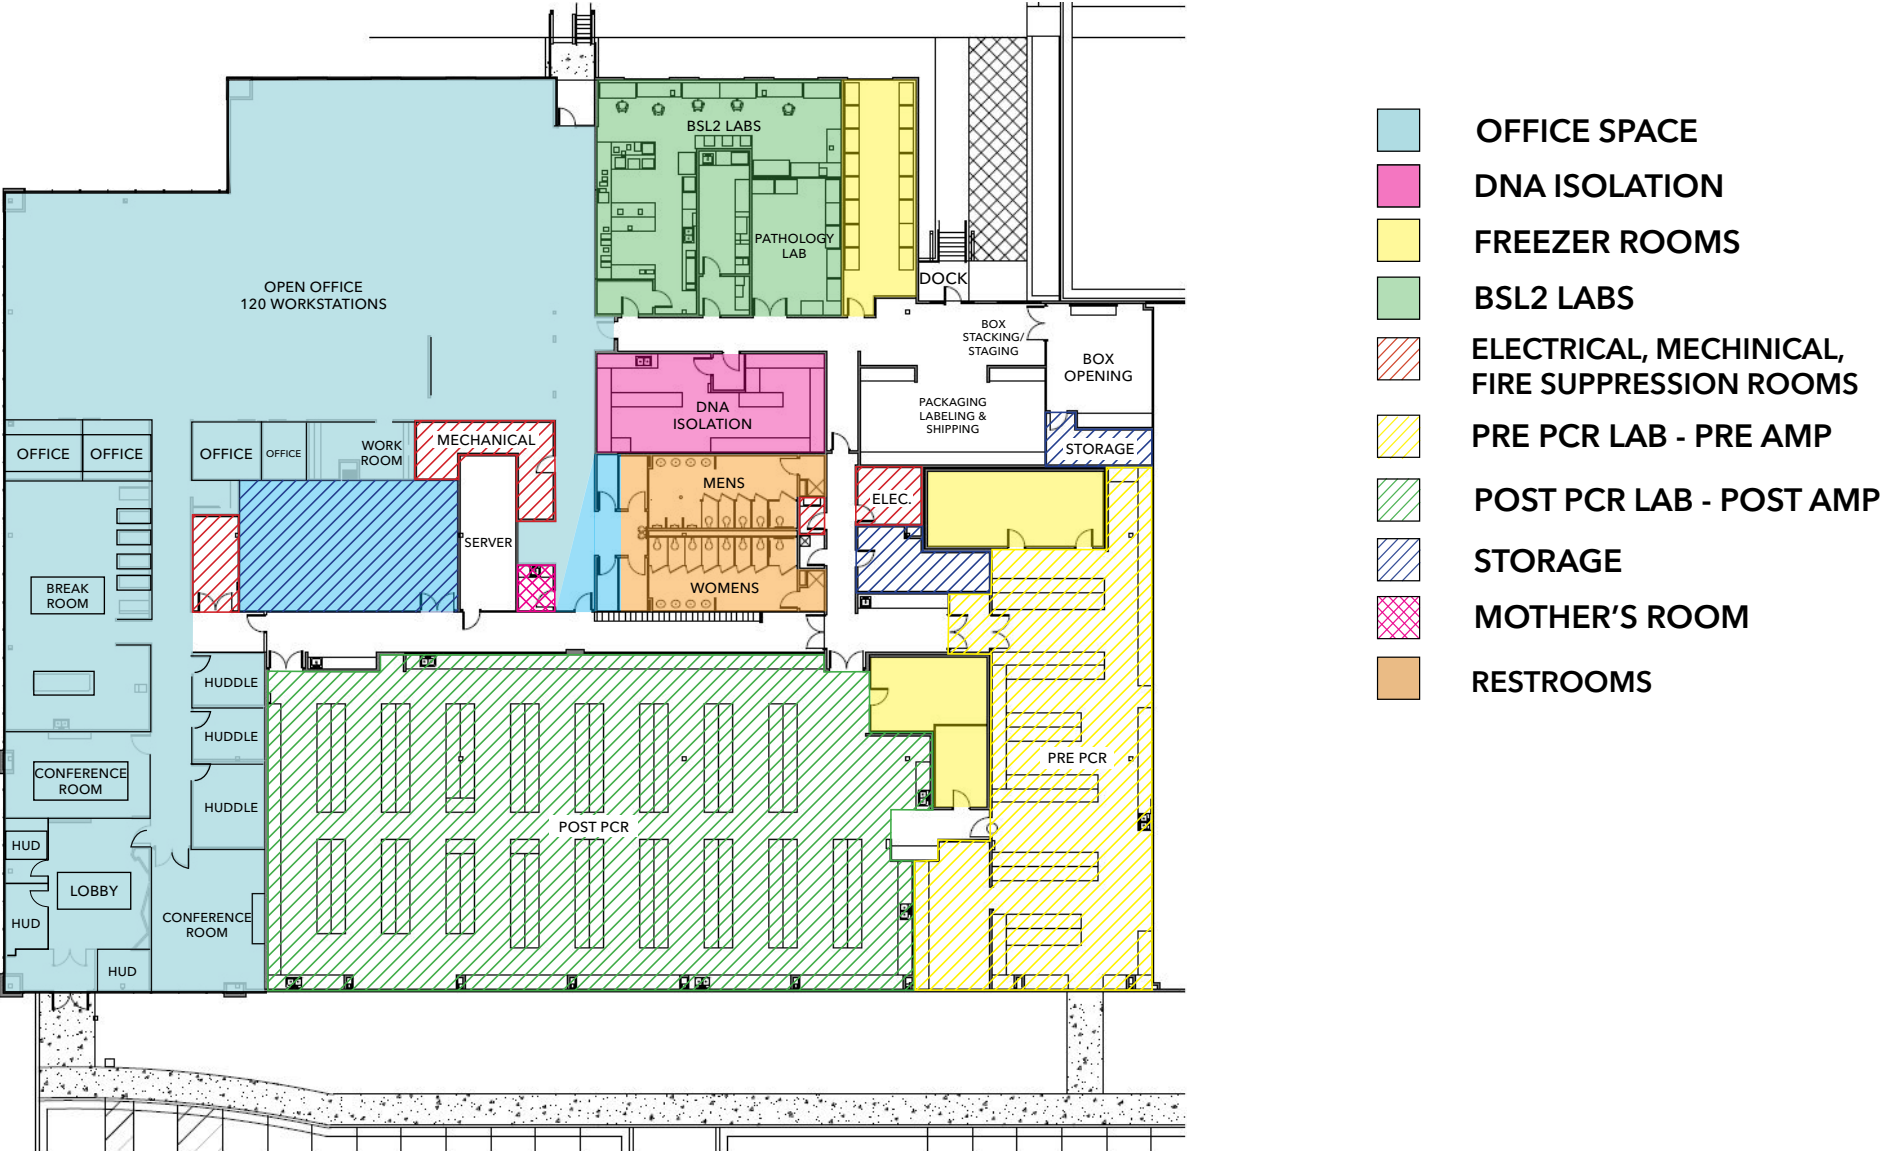 BSL2 LABS
PATHOLOGY
LAB
OPEN OFFICE
120 WORKSTATIONS
DOCK
BOX
STACKING/
STAGING
BOX
OPENING
DNA
ISOLATION
PACKAGING
LABELING &
SHIPPING
OFFICE
OFFICE
OFFICE
OFFICE
WORK
ROOM
MECHANICAL
STORAGE
MENS
ELEC.
SERVER
WOMENS
BREAK
ROOM
HUDDLE
HUDDLE
HUDDLE
CONFERENCE
ROOM
POST PCR
PRE PCR
HUD
LOBBY
HUD
CONFERENCE
ROOM
HUD
OFFICE SPACE
DNA ISOLATION
FREEZER ROOMS
BSL2 LABS
ELECTRICAL, MECHINICAL,
FIRE SUPPRESSION ROOMS
PRE PCR LAB - PRE AMP
POST PCR LAB - POST AMP
STORAGE
MOTHER'S ROOM
RESTROOMS